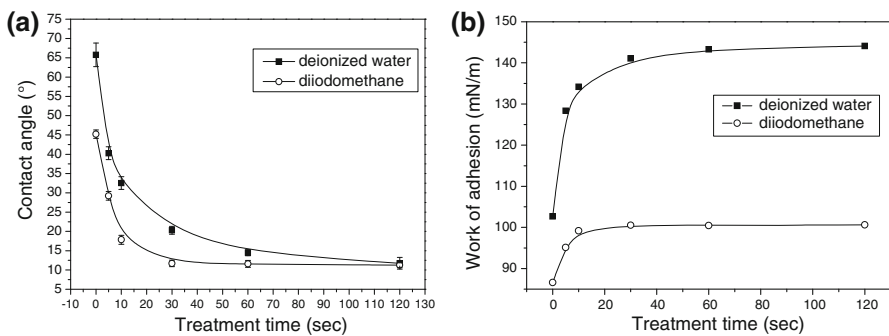 (a)
75
70
65
60
55
50
45
40
35
30
25
20
15
10
5
Contact angle (°)
deionized water
diiodomethane
-10 0 10 20 30 40 50 60 70 80 90 100 110 120 130
Treatment time (sec)
(b)
150
140
130
120
110
100
90
Work of adhesion (mN/m)
deionized water
diiodomethane
0 20 40 60 80 100 120
Treatment time (sec)